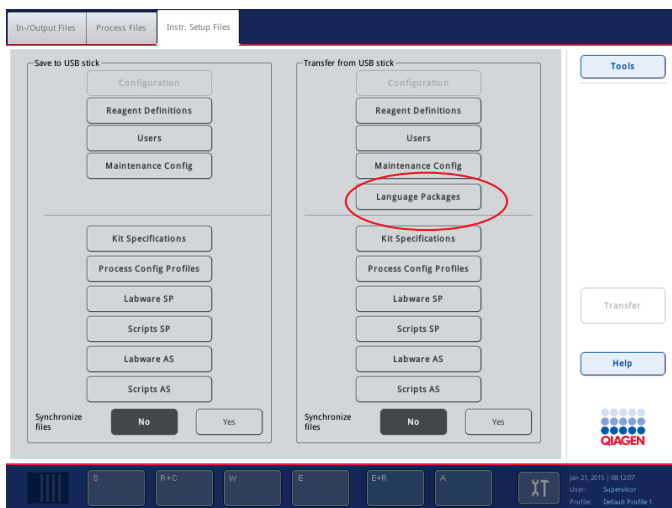 In-/Output Files
Process Files
Instr. Setup Files
Save to USB stick
Configuration
Reagent Definitions
Users
Maintenance Config
Kit Specifications
Process Config Profiles
Labware SP
Scripts SP
Labware AS
Scripts AS
Synchronize
files
No
Yes
Transfer from USB stick
Configuration
Reagent Definitions
Users
Maintenance Config
Language Packages
Kit Specifications
Process Config Profiles
Labware SP
Scripts SP
Labware AS
Scripts AS
Synchronize
files
No
Yes
Tools
Transfer
Help
QIAGEN
S
R+C
W
E
E+R
A
Jan 21, 2015 | 08:12:07
User: Supervisor
Profile: Default Profile 1